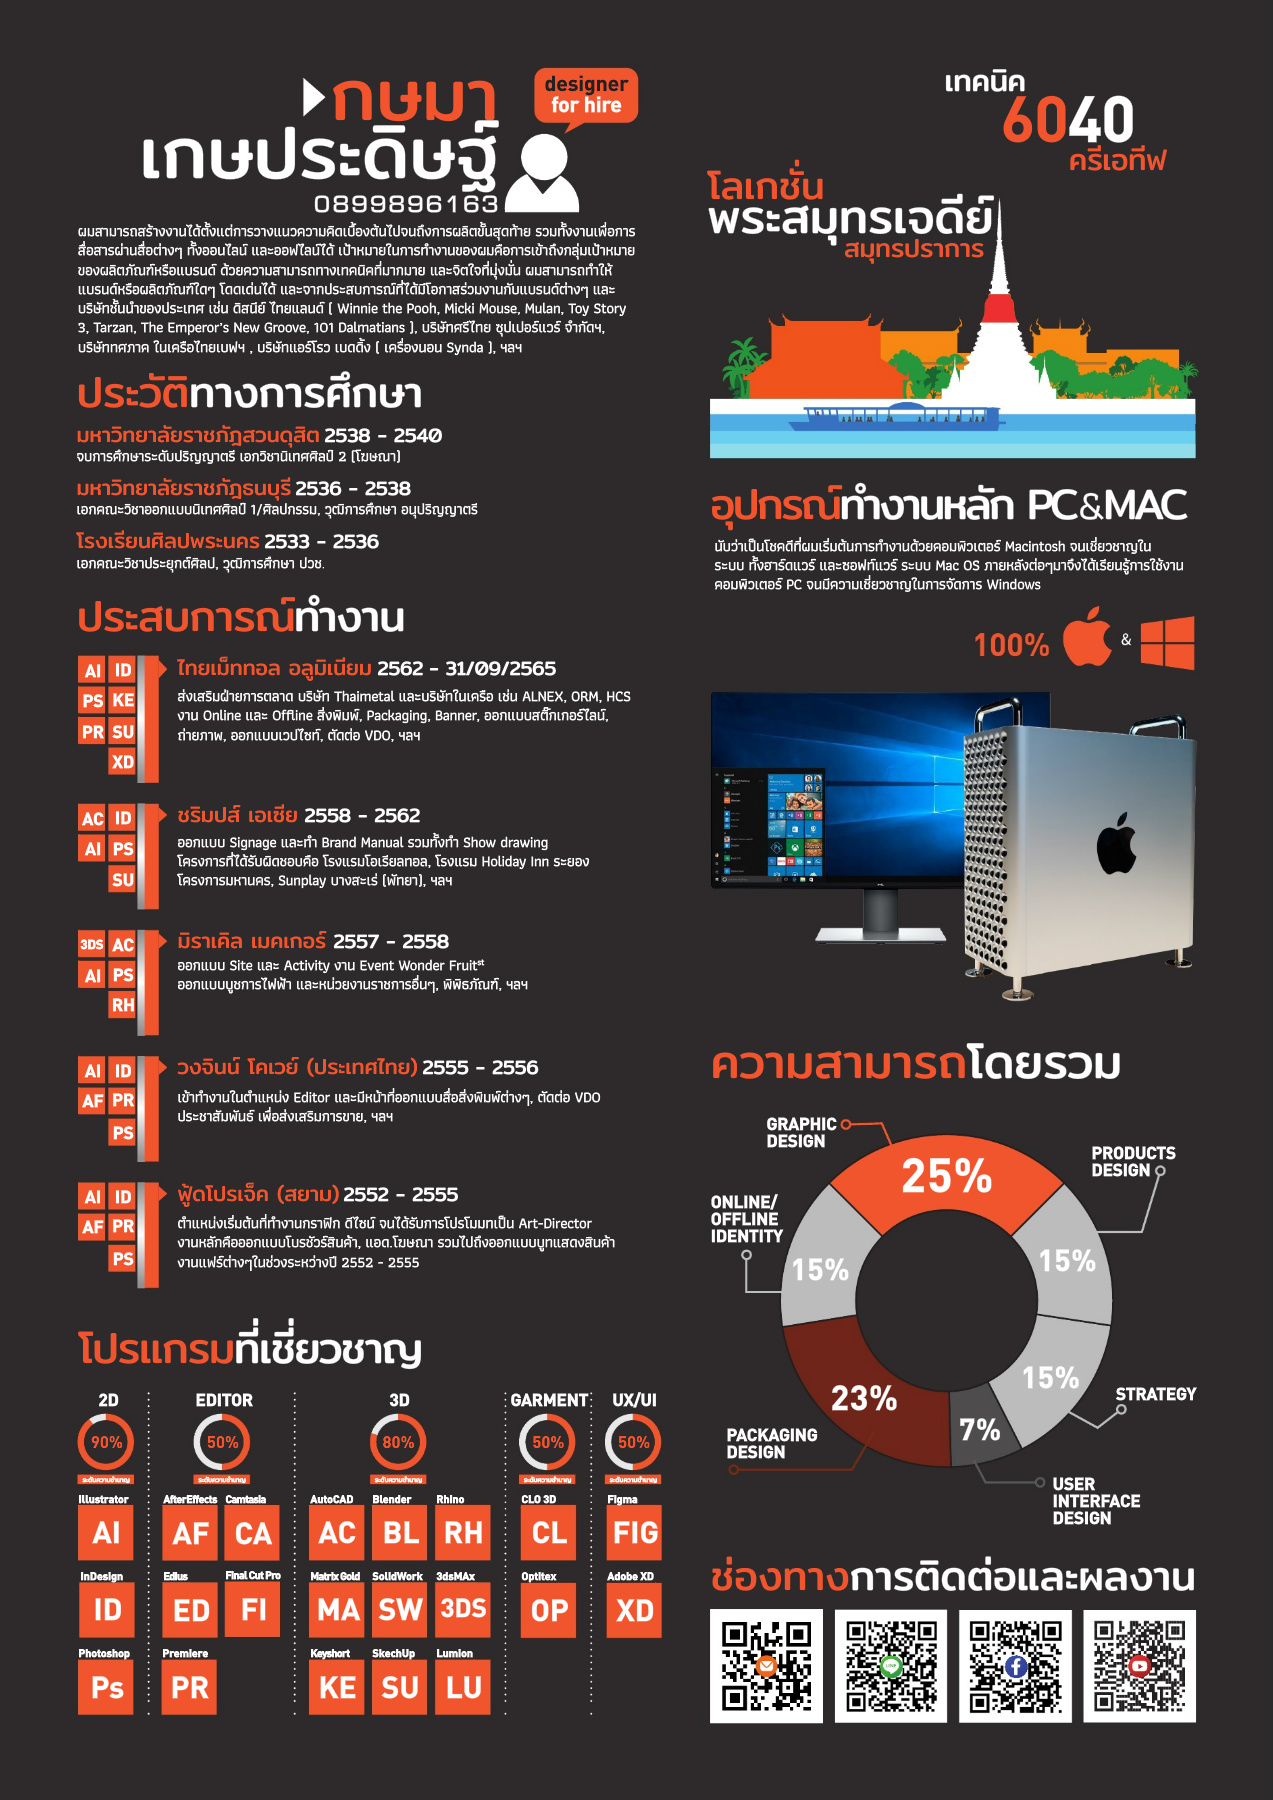 กษมา
เกษประดิษฐ์
0899896163
designer
for hire
ผมสามารถสร้างงานได้ตั้งแต่การวางแนวความคิดเบื้องต้นไปจนถึงการผลิตขั้นสุดท้าย รวมทั้งงานเพื่อการ
สื่อสารผ่านสื่อต่างๆ ทั้งออนไลน์ และออฟไลน์ได้ เป้าหมายในการทำงานของผมคือการเข้าถึงกลุ่มเป้าหมาย
ของผลิตภัณฑ์หรือแบรนด์ ด้วยความสามารถทางเทคนิคที่มากมาย และจิตใจที่มุ่งมั่น ผมสามารถทำให้
แบรนด์หรือผลิตภัณฑ์ใดๆ โดดเด่นได้ และจากประสบการณ์ที่ได้มีโอกาสร่วมงานกับแบรนด์ต่างๆ และ
บริษัทชั้นนำของประเทศ เช่น ดิสนีย์ ไทยแลนด์ [ Winnie the Pooh, Micki Mouse, Mulan, Toy Story
3, Tarzan, The Emperor's New Groove, 101 Dalmatians ], บริษัทศรีไทย ซุปเปอร์แวร์ จำกัดฯ,
บริษัททศภาค ในเครือไทยเบฟฯ , บริษัทแอร์โรว เบดดิ้ง [ เครื่องนอน Synda ], ฯลฯ
ประวัติทางการศึกษา
มหาวิทยาลัยราชภัฏสวนดุสิต 2538 - 2540
จบการศึกษาระดับปริญญาตรี เอกวิชานิเทศศิลป์ 2 [โฆษณา]
มหาวิทยาลัยราชภัฏธนบุรี 2536 - 2538
เอกคณะวิชาออกแบบนิเทศศิลป์ 1/ศิลปกรรม, วุฒิการศึกษา อนุปริญญาตรี
โรงเรียนศิลปพระนคร 2533 - 2536
เอกคณะวิชาประยุกต์ศิลป, วุฒิการศึกษา ปวช.
ประสบการณ์ทำงาน
AI ID
PS KE
PR SU
XD
ไทยเม็ททอล อลูมิเนียม 2562 - 31/09/2565
ส่งเสริมฝ่ายการตลาด บริษัท Thaimetal และบริษัทในเครือ เช่น ALNEX, ORM, HCS
งาน Online และ Offline สิ่งพิมพ์, Packaging, Banner, ออกแบบสติ๊กเกอร์ไลน์,
ถ่ายภาพ, ออกแบบเวปไซท์, ตัดต่อ VDO, ฯลฯ
AC ID
AI PS
SU
ชริมปส์ เอเชีย 2558 - 2562
ออกแบบ Signage และทำ Brand Manual รวมทั้งทำ Show drawing
โครงการที่ได้รับผิดชอบคือ โรงแรมโอเรียลทอล, โรงแรม Holiday Inn ระยอง
โครงการมหานคร, Sunplay บางสะเร่ [พัทยา], ฯลฯ
3DS AC
AI PS
RH
มิราเคิล เมคเกอร์ 2557 - 2558
ออกแบบ Site และ Activity งาน Event Wonder Fruitst
ออกแบบบูชการไฟฟ้า และหน่วยงานราชการอื่นๆ, พิพิธภัณฑ์, ฯลฯ
AI ID
AF PR
PS
วงจินน์ โคเวย์ (ประเทศไทย) 2555 - 2556
เข้าทำงานในตำแหน่ง Editor และมีหน้าที่ออกแบบสื่อสิ่งพิมพ์ต่างๆ, ตัดต่อ VDO
ประชาสัมพันธ์ เพื่อส่งเสริมการขาย, ฯลฯ
AI ID
AF PR
PS
ฟู้ดโปรเจ็ค (สยาม) 2552 - 2555
ตำแหน่งเริ่มต้นที่ทำงานกราฟิก ดีไซน์ จนได้รับการโปรโมมทเป็น Art-Director
งานหลักคือออกแบบโบรชัวร์สินค้า, แอด.โฆษณา รวมไปถึงออกแบบบูทแสดงสินค้า
งานแฟร์ต่างๆในช่วงระหว่างปี 2552 - 2555
โปรแกรมที่เชี่ยวชาญ
2D EDITOR 3D GARMENT UX/UI
90% 50% 80% 50% 50%
ระดับความชำนาญ ระดับความชำนาญ ระดับความชำนาญ ระดับความชำนาญ ระดับความชำนาญ
Illustrator AfterEffects Camtasia AutoCAD Blender Rhino CLO 3D Figma
AI AF CA AC BL RH CL FIG
InDesign Edius Final Cut Pro Matrix Gold SolidWork 3dsMAx Optitex Adobe XD
ID ED FI MA SW 3DS OP XD
Photoshop Premiere Keyshort SkechUp Lumion
Ps PR KE SU LU
เทคนิค
6040
ครีเอทีฟ
โลเกชั่น
พระสมุทรเจดีย์
สมุทรปราการ
อุปกรณ์ทำงานหลัก PC&MAC
นับว่าเป็นโชคดีที่ผมเริ่มต้นการทำงานด้วยคอมพิวเตอร์ Macintosh จนเชี่ยวชาญใน
ระบบ ทั้งฮาร์ดแวร์ และซอฟท์แวร์ ระบบ Mac OS ภายหลังต่อๆมาจึงได้เรียนรู้การใช้งาน
คอมพิวเตอร์ PC จนมีความเชี่ยวชาญในการจัดการ Windows
100% &
ความสามารถโดยรวม
GRAPHIC
DESIGN
25%
PRODUCTS
DESIGN
15%
ONLINE/
OFFLINE
IDENTITY
15%
15%
STRATEGY
23%
PACKAGING
DESIGN
7%
USER
INTERFACE
DESIGN
ช่องทางการติดต่อและผลงาน